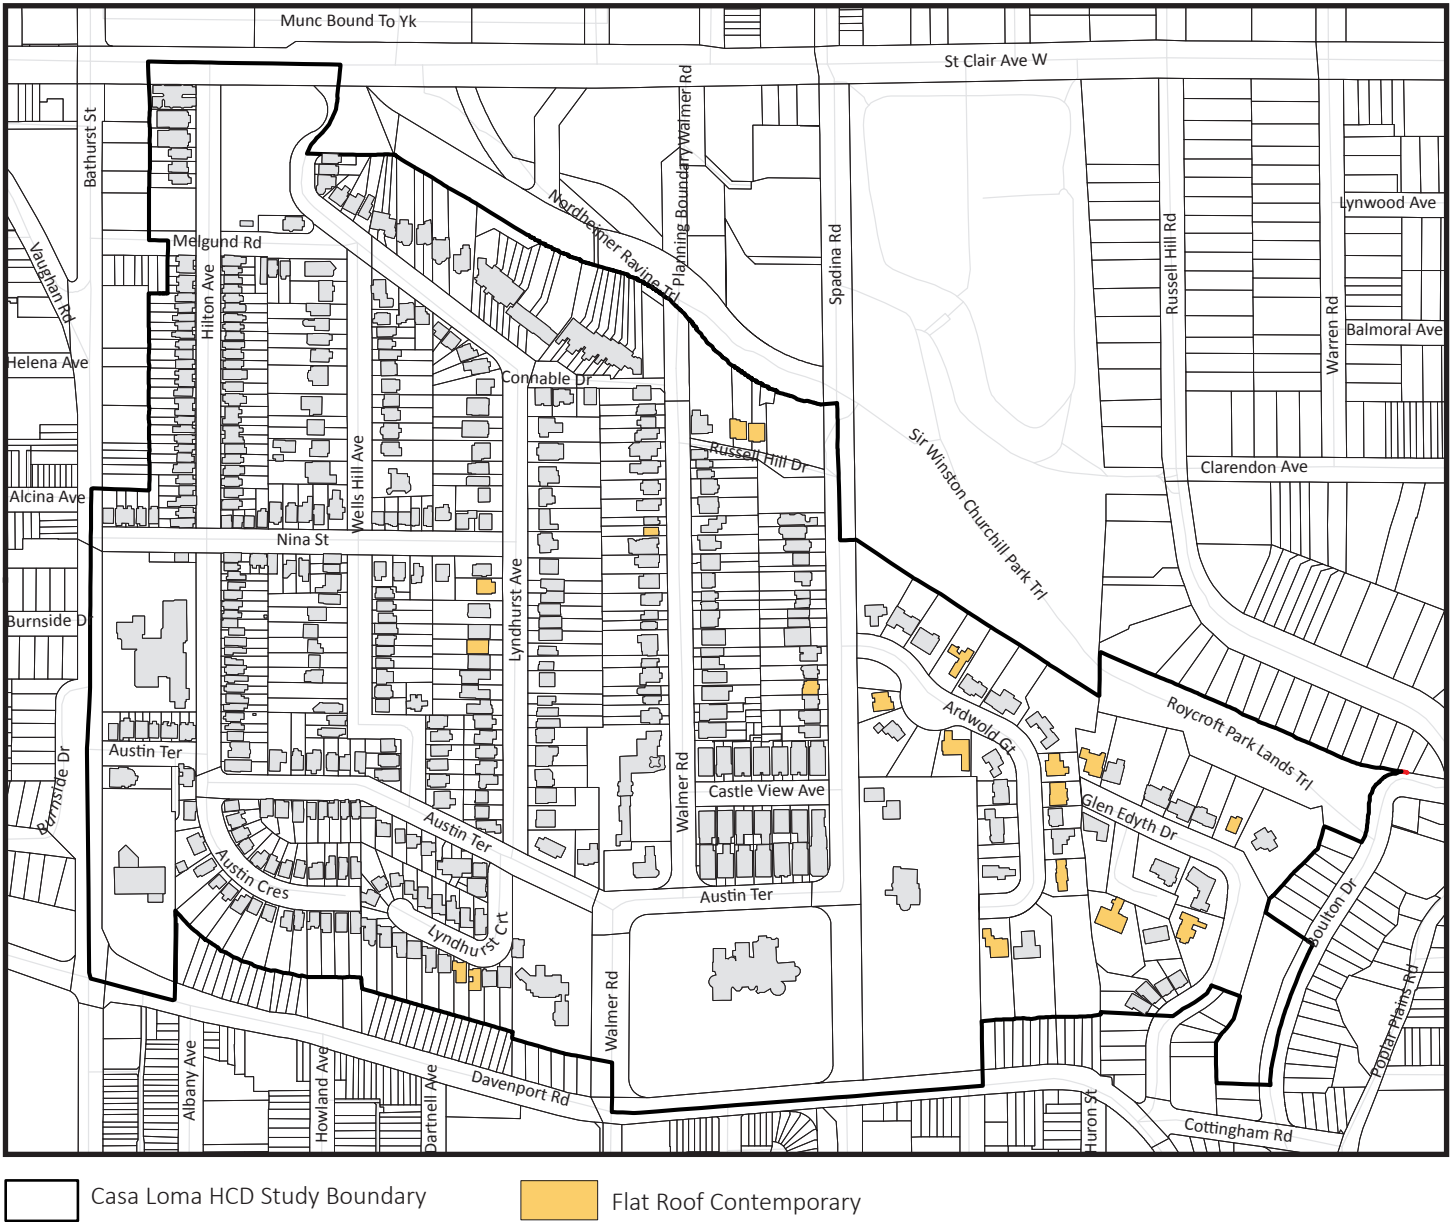 Munc Bound To Yk
St Clair Ave W
Bathurst St
Planning Boundary
Walmer Rd
Nordheimer Ravine Trl
Spadina Rd
Russell Hill Rd
Warren Rd
Lynwood Ave
Balmoral Ave
Vaughan Rd
Melgund Rd
Hilton Ave
Helena Ave
Connable Dr
Russell Hill Dr
Wells Hill Ave
Sir Winston Churchill Park Trl
Clarendon Ave
Alcina Ave
Nina St
Lyndhurst Ave
Burnside Dr
Burnside Dr
Austin Ter
Ardwold Gt
Roycroft Park Lands Trl
Walmer Rd
Castle View Ave
Glen Edyth Dr
Austin Ter
Austin Cres
Austin Ter
Lyndhurst Crt
Boulton Dr
Walmer Rd
Poplar Plains Rd
Davenport Rd
Albany Ave
Howland Ave
Dartnell Ave
Huron St
Cottingham Rd
Casa Loma HCD Study Boundary
Flat Roof Contemporary